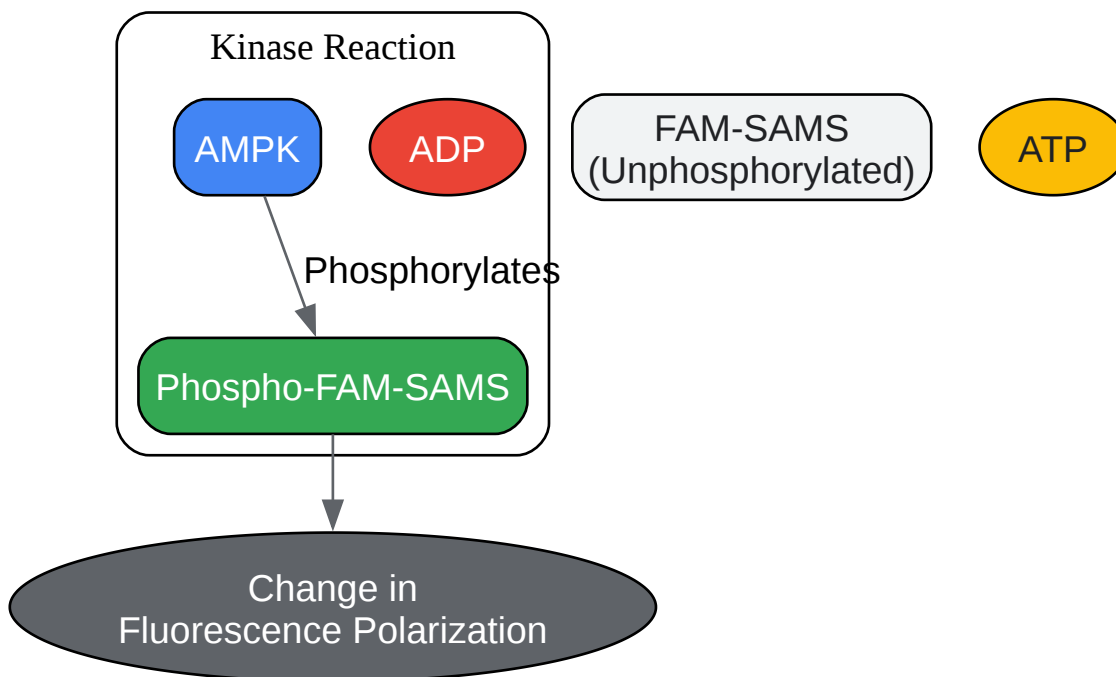 Kinase Reaction
AMPK
ADP
FAM-SAMS
(Unphosphorylated)
ATP
Phosphorylates
Phospho-FAM-SAMS
Change in
Fluorescence Polarization